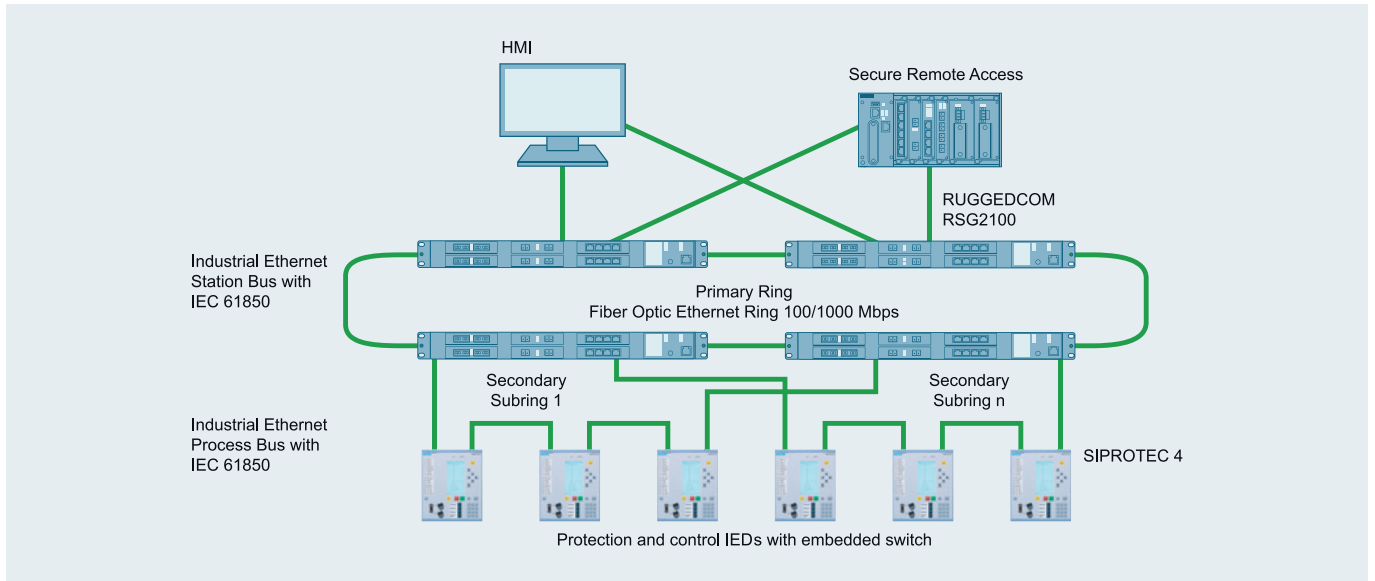 HMI
Secure Remote Access
RUGGEDCOM
RSG2100
Industrial Ethernet
Station Bus with
IEC 61850
Primary Ring
Fiber Optic Ethernet Ring 100/1000 Mbps
Secondary
Subring 1
Secondary
Subring n
Industrial Ethernet
Process Bus with
IEC 61850
SIPROTEC 4
Protection and control IEDs with embedded switch